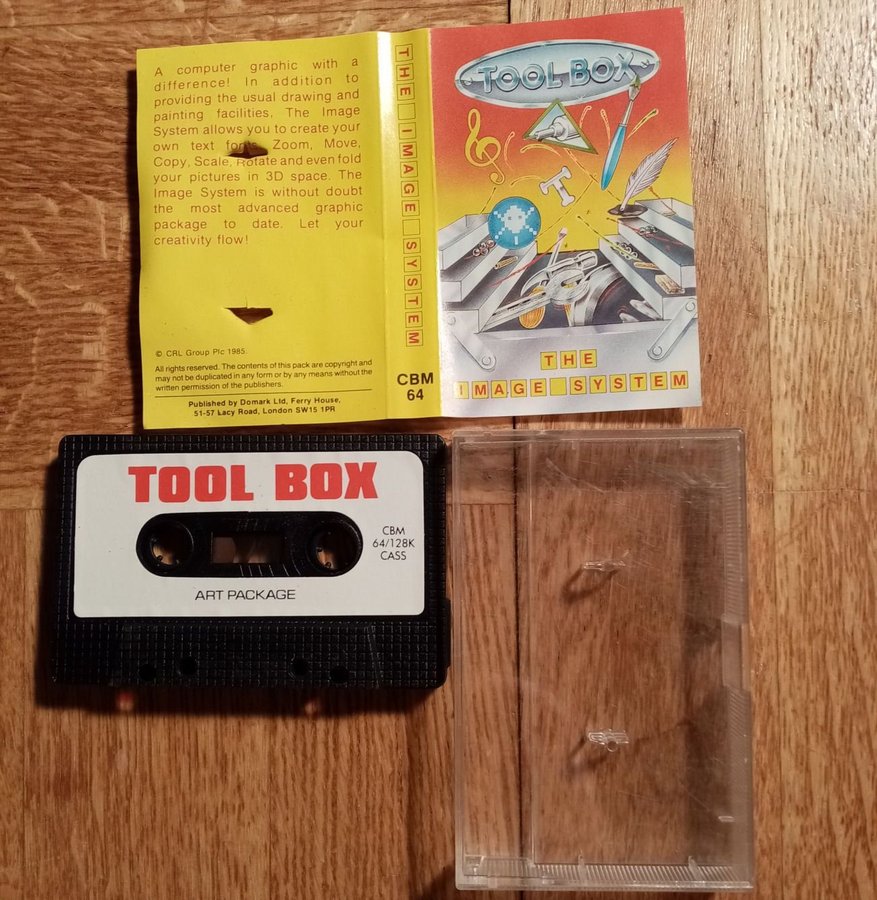 A computer graphic with a
difference! In addition to
providing the usual drawing and
painting facilities. The Image
System allows you to create your
own text fonts Zoom, Move,
Copy, Scale, Rotate and even fold
your pictures in 3D space. The
Image System is without doubt
the most advanced graphic
package to date. Let your
creativity flow!
© CRL Group Plc 1985.
All rights reserved. The contents of this pack are copyright and
may not be duplicated in any form or by any means without the
written permission of the publishers.
Published by Domark Ltd, Ferry House,
51-57 Lacy Road, London SW15 1PR
THE IMAGE SYSTEM
CBM
64
TOOL BOX
THE
IMAGE SYSTEM
TOOL BOX
CBM
64/128K
CASS
ART PACKAGE